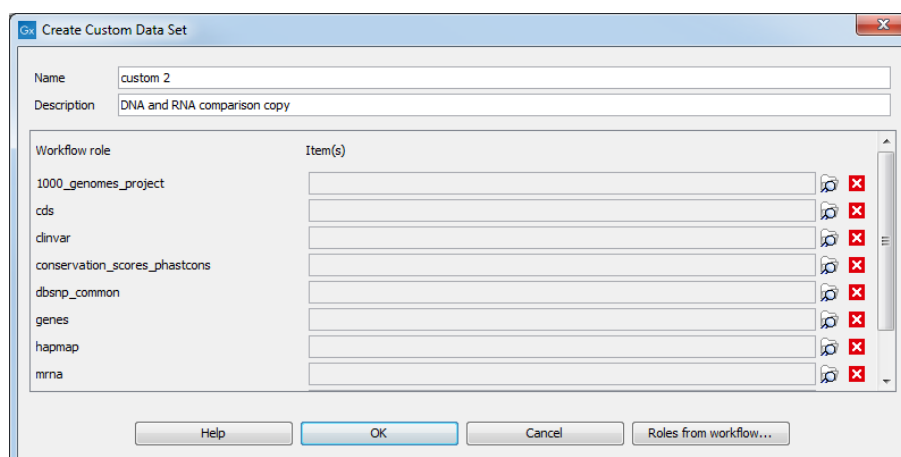 Gx Create Custom Data Set
Name custom 2
Description DNA and RNA comparison copy
Workflow role Item(s)
1000_genomes_project
cds
clinvar
conservation_scores_phastcons
dbsnp_common
genes
hapmap
mrna
Help OK Cancel Roles from workflow...